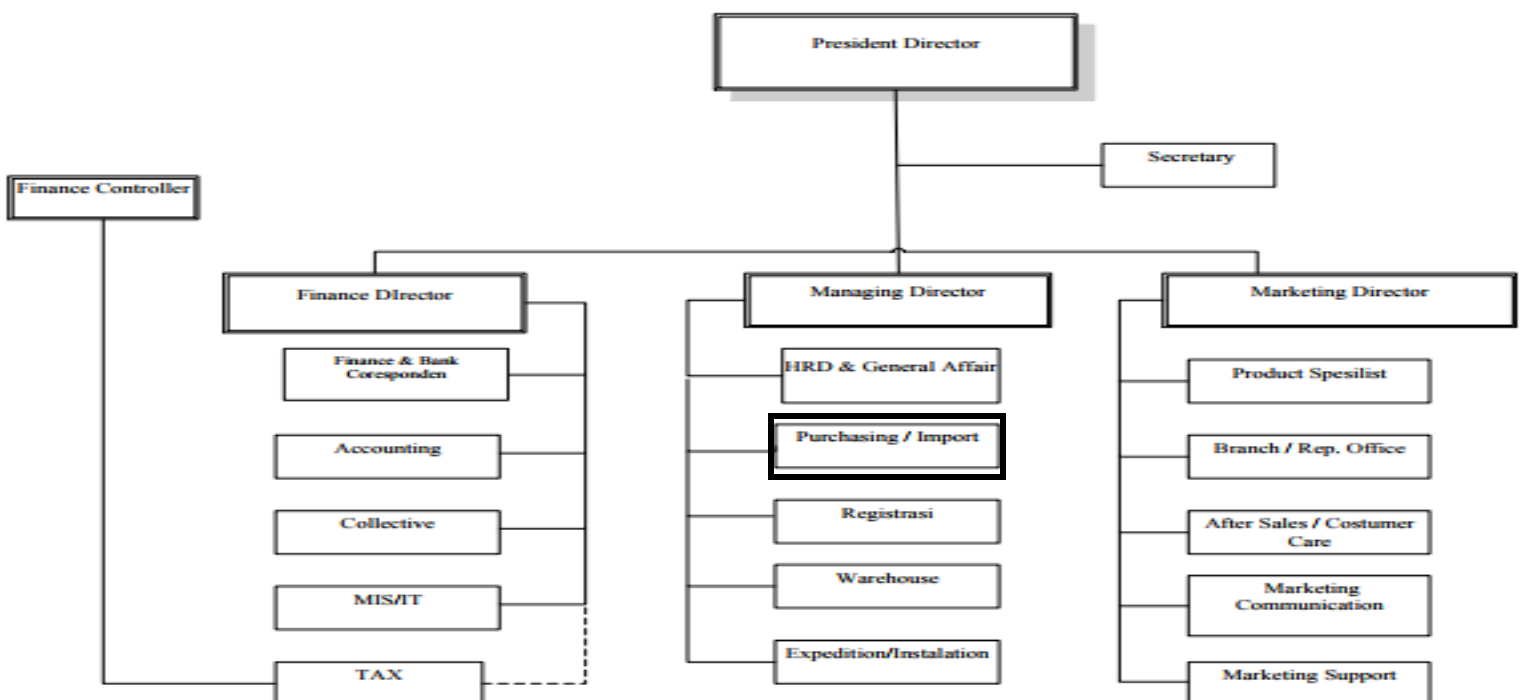 President Director
Secretary
Finance Controller
Finance DIrector
Managing Director
Marketing Director
Finance & Bank
Coresponden
Accounting
Collective
MIS/IT
TAX
HRD & General Affair
Purchasing / Import
Registrasi
Warehouse
Expedition/Instalation
Product Spesilist
Branch / Rep. Office
After Sales / Costumer
Care
Marketing
Communication
Marketing Support